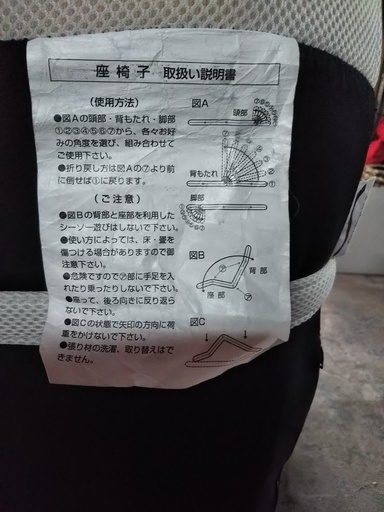 座椅子 取扱い説明書
(使用方法)
●図Aの頭部・背もたれ・脚部
①②③④⑤⑥⑦から、各々お好
みの角度を選び、組み合わせて
ご使用下さい。
●折り戻し方は図Aの⑦より前
に倒せば①に戻ります。
(ご注意)
●図Bの背部と座部を利用した
シーソー遊びはしないで下さい。
●使い方によっては、床・畳を
傷つける場合がありますので御
注意下さい。
●危険ですので㋐部に手足を入
れたり乗ったりしないで下さい。
●座って、後ろ向きに反り返
らないで下さい。
●図Cの状態で矢印の方向に荷
重をかけないで下さい。
●張り材の洗濯、取り替えはで
きません。
図A
頭部
背もたれ
脚部
図B
背部
座部
図C